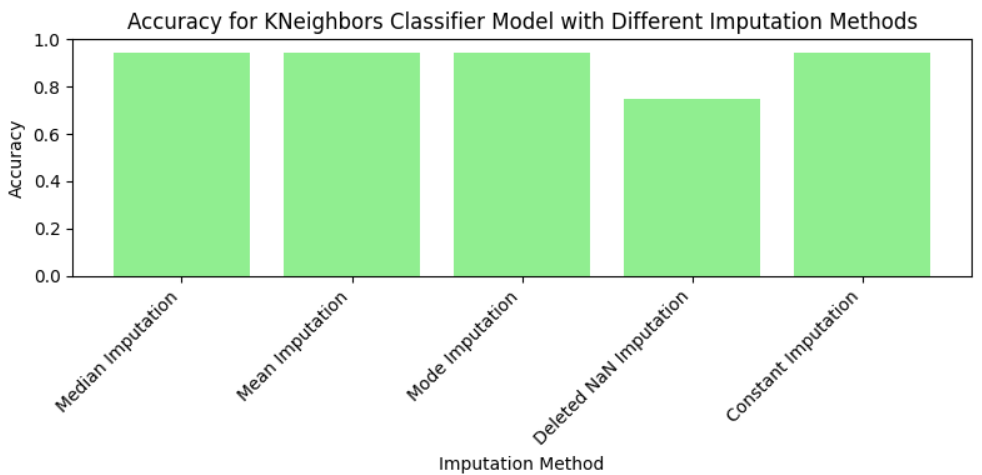 Accuracy for KNeighbors Classifier Model with Different Imputation Methods
Accuracy
1.0
0.8
0.6
0.4
0.2
0.0
Median Imputation
Mean Imputation
Mode Imputation
Deleted NaN Imputation
Constant Imputation
Imputation Method